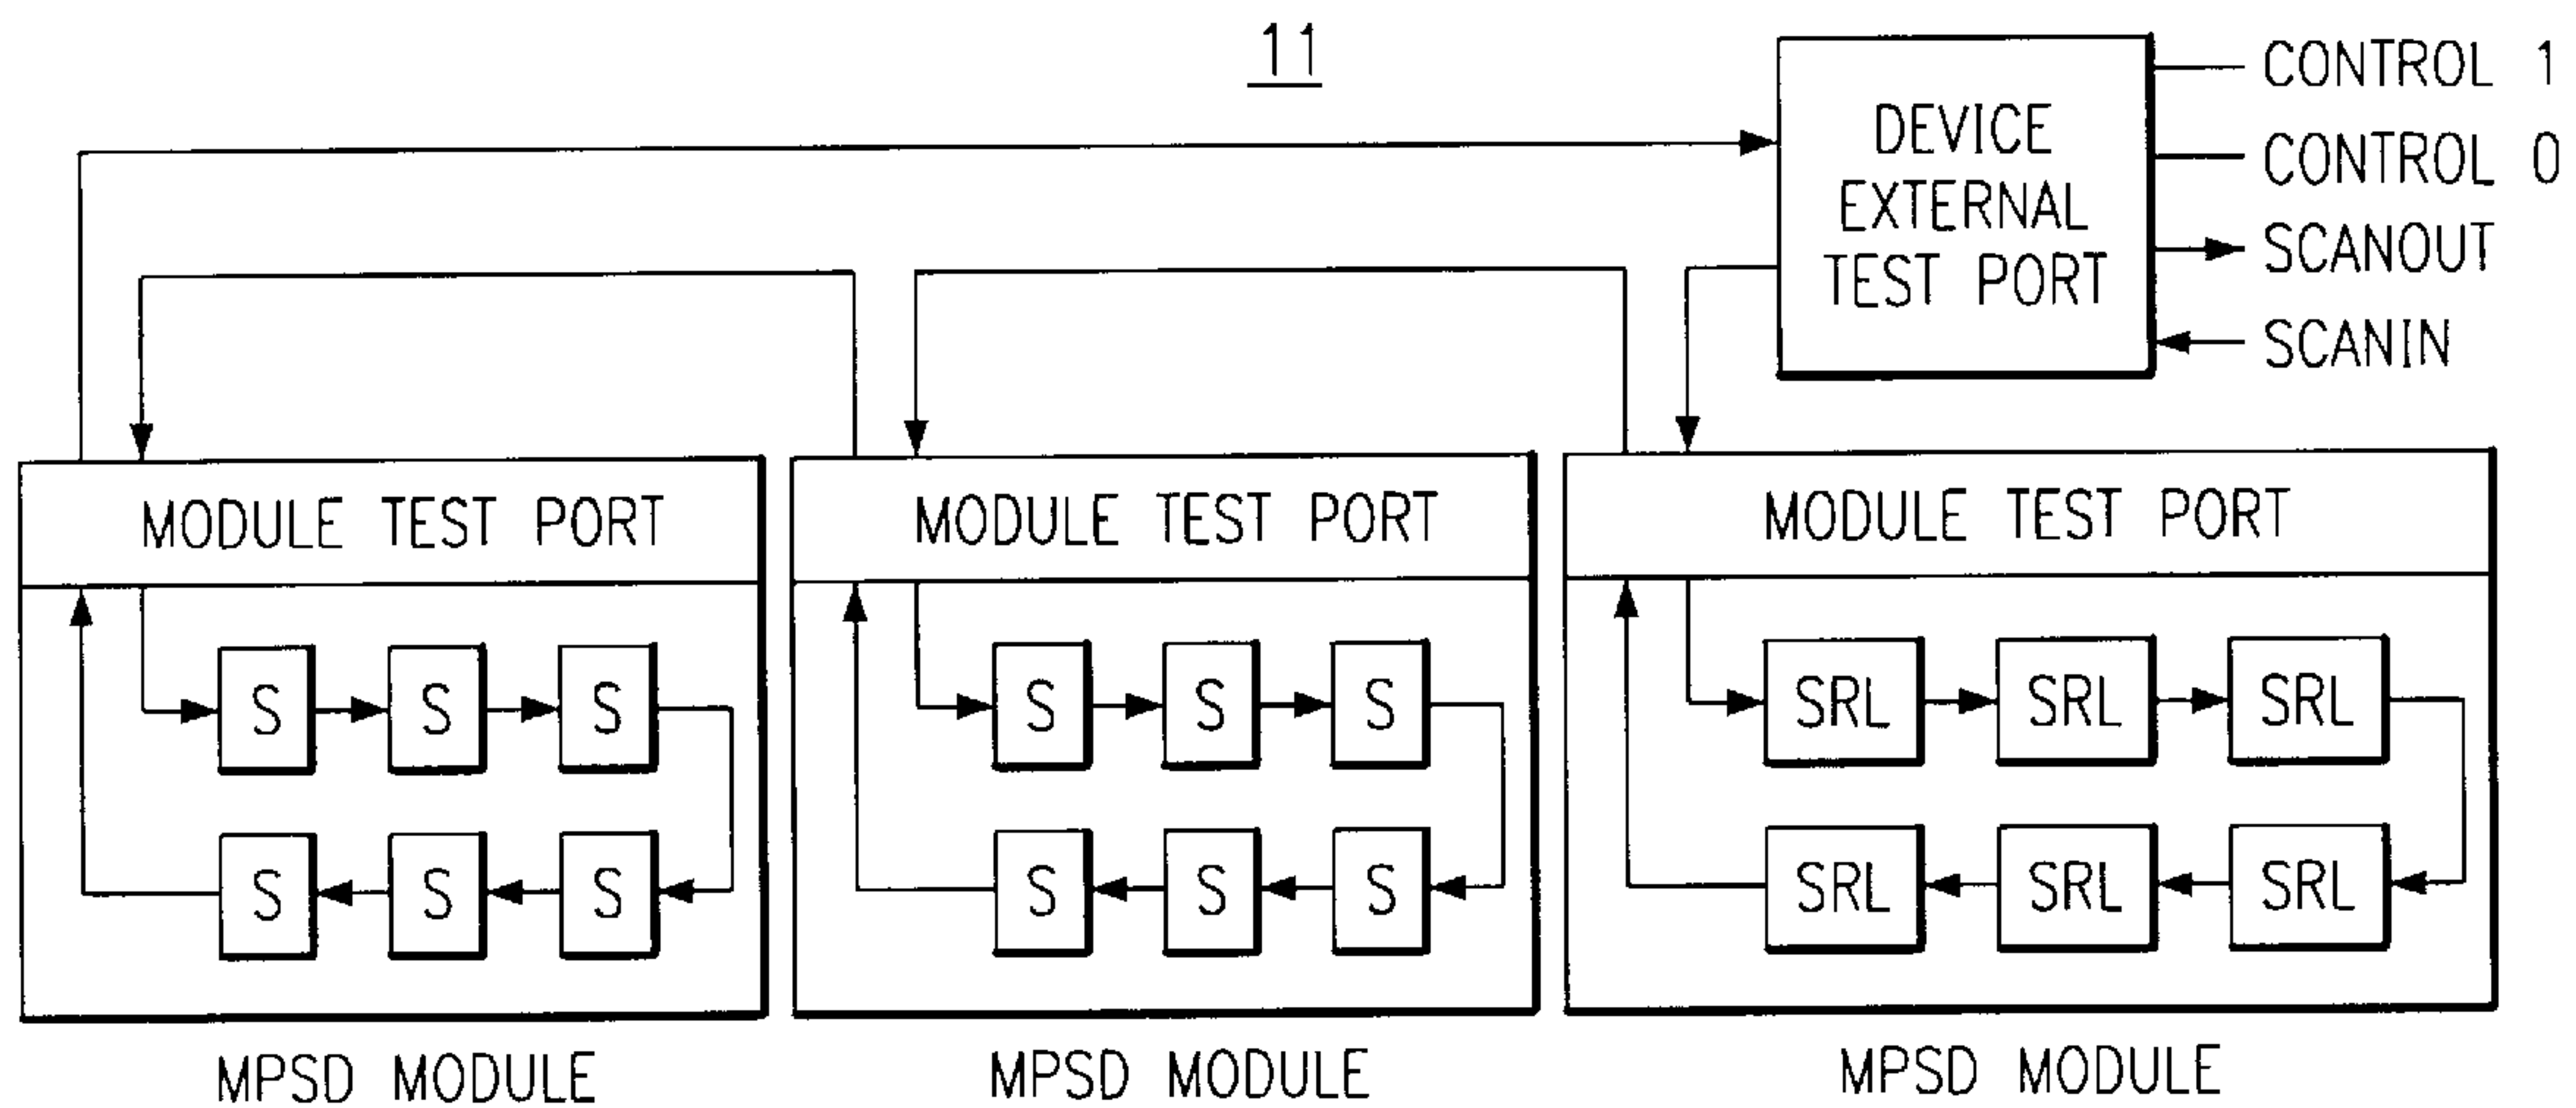 11
DEVICE
EXTERNAL
TEST PORT
CONTROL 1
CONTROL 0
SCANOUT
SCANIN
MODULE TEST PORT
S S S
S S S
MPSD MODULE
MODULE TEST PORT
S S S
S S S
MPSD MODULE
MODULE TEST PORT
SRL SRL SRL
SRL SRL SRL
MPSD MODULE